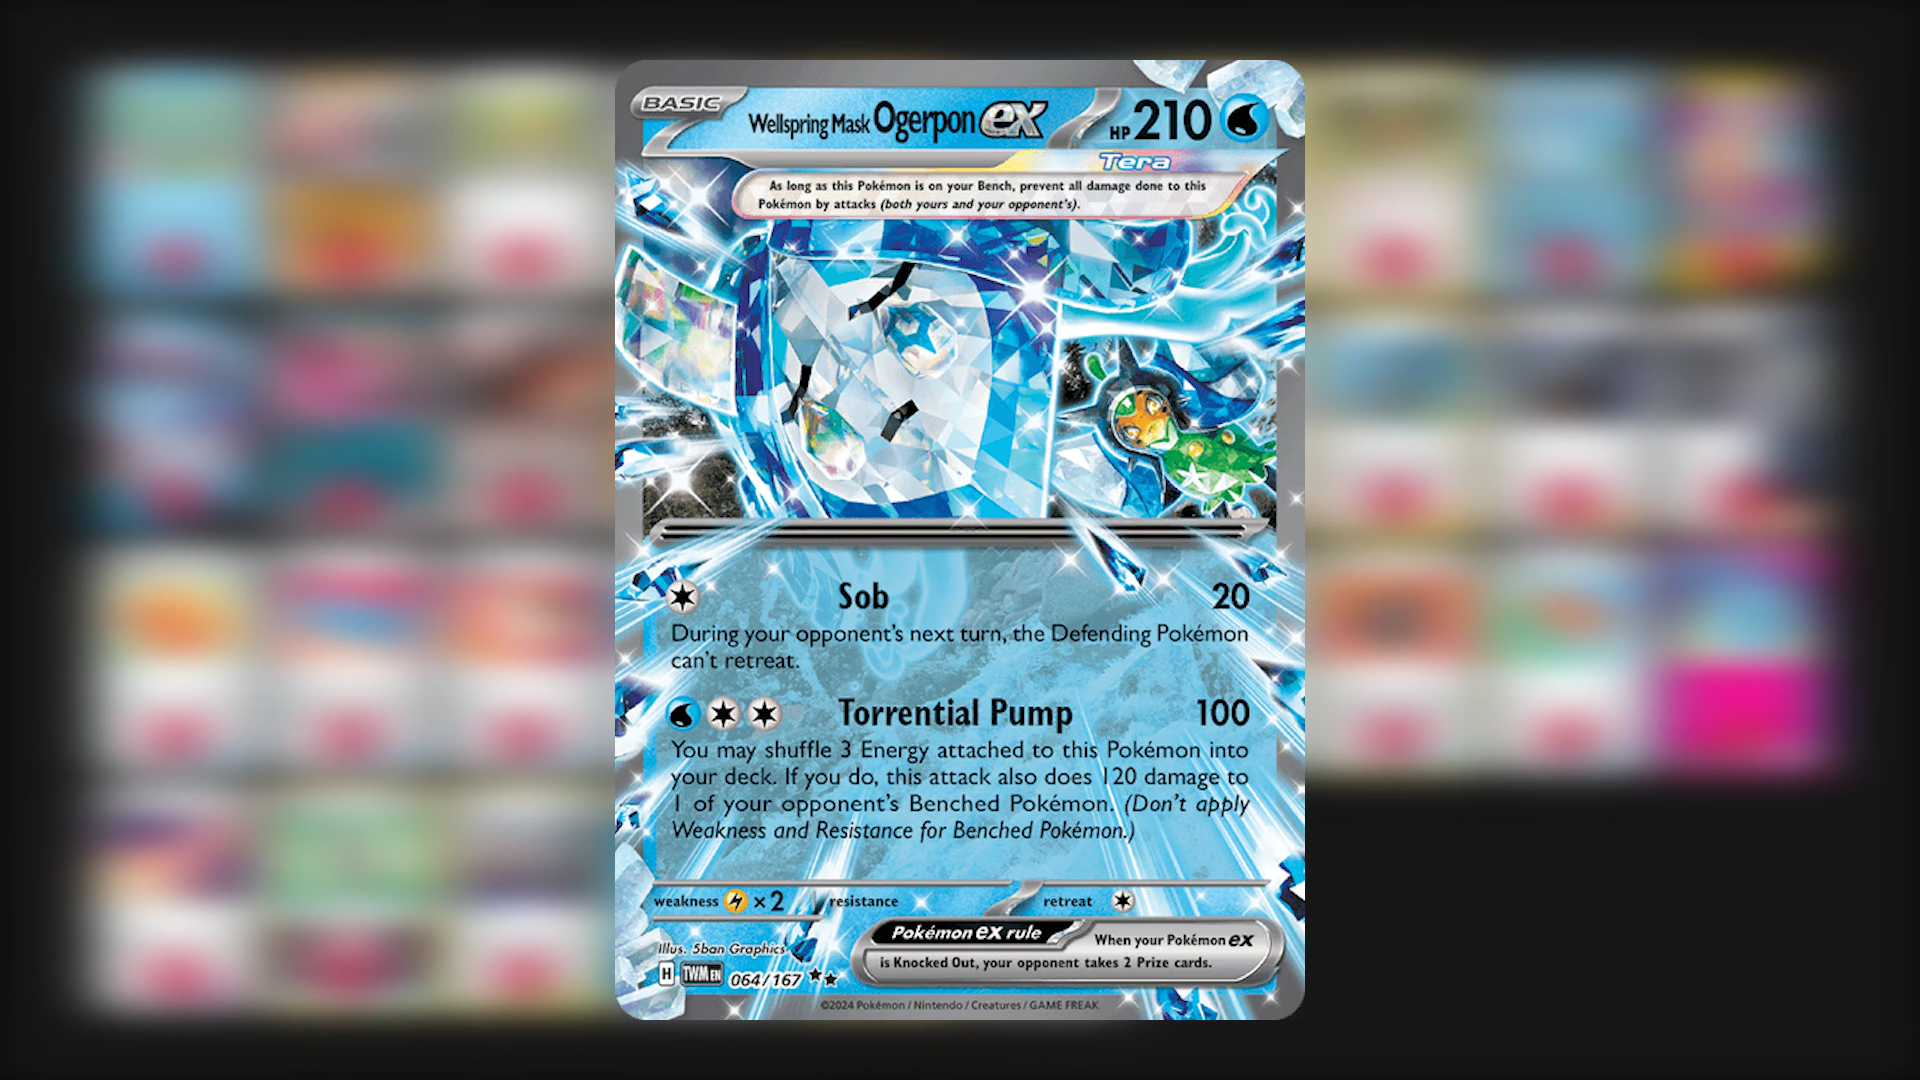 BASIC
Wellspring Mask Ogerpon ex HP 210
Tera
As long as this Pokémon is on your Bench, prevent all damage done to this
Pokémon by attacks (both yours and your opponent's).
Sob 20
During your opponent's next turn, the Defending Pokémon
can't retreat.
Torrential Pump 100
You may shuffle 3 Energy attached to this Pokémon into
your deck. If you do, this attack also does 120 damage to
1 of your opponent's Benched Pokémon. (Don't apply
Weakness and Resistance for Benched Pokémon.)
weakness ×2 resistance retreat
Pokémon ex rule When your Pokémon ex
is Knocked Out, your opponent takes 2 Prize cards.
Illus. 5ban Graphics
H TWM EN 064/167 ★★
©2024 Pokémon / Nintendo / Creatures / GAME FREAK